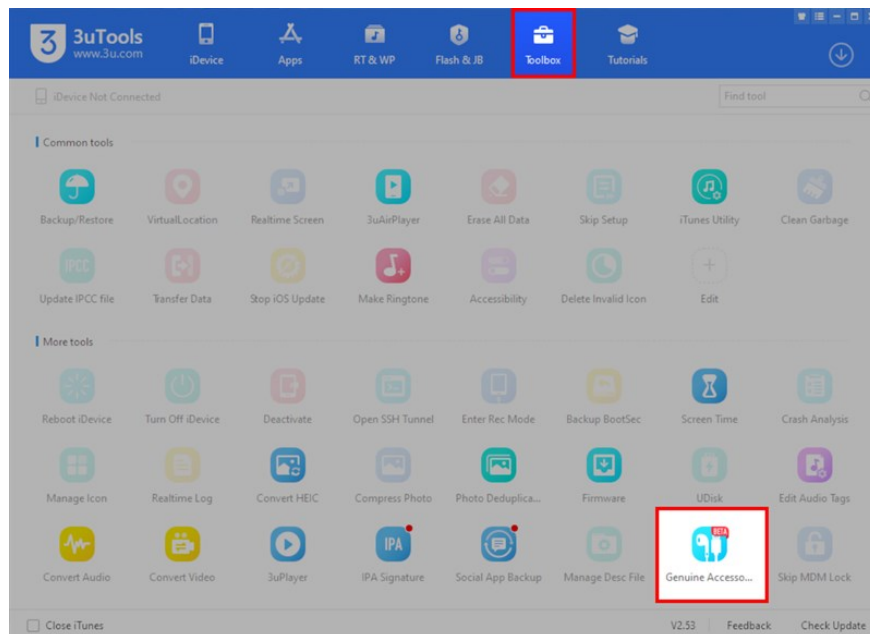 3uTools
www.3u.com
iDevice
Apps
RT & WP
Flash & JB
Toolbox
Tutorials
iDevice Not Connected
Find tool
Common tools
Backup/Restore
VirtualLocation
Realtime Screen
3uAirPlayer
Erase All Data
Skip Setup
iTunes Utility
Clean Garbage
IPCC
Update IPCC file
Transfer Data
Stop iOS Update
Make Ringtone
Accessibility
Delete Invalid Icon
Edit
More tools
Reboot iDevice
Turn Off iDevice
Deactivate
Open SSH Tunnel
Enter Rec Mode
Backup BootSec
Screen Time
Crash Analysis
Manage Icon
Realtime Log
Convert HEIC
Compress Photo
Photo Deduplica...
Firmware
UDisk
Edit Audio Tags
IPA
BETA
Convert Audio
Convert Video
3uPlayer
IPA Signature
Social App Backup
Manage Desc File
Genuine Accesso...
Skip MDM Lock
Close iTunes
V2.53
Feedback
Check Update